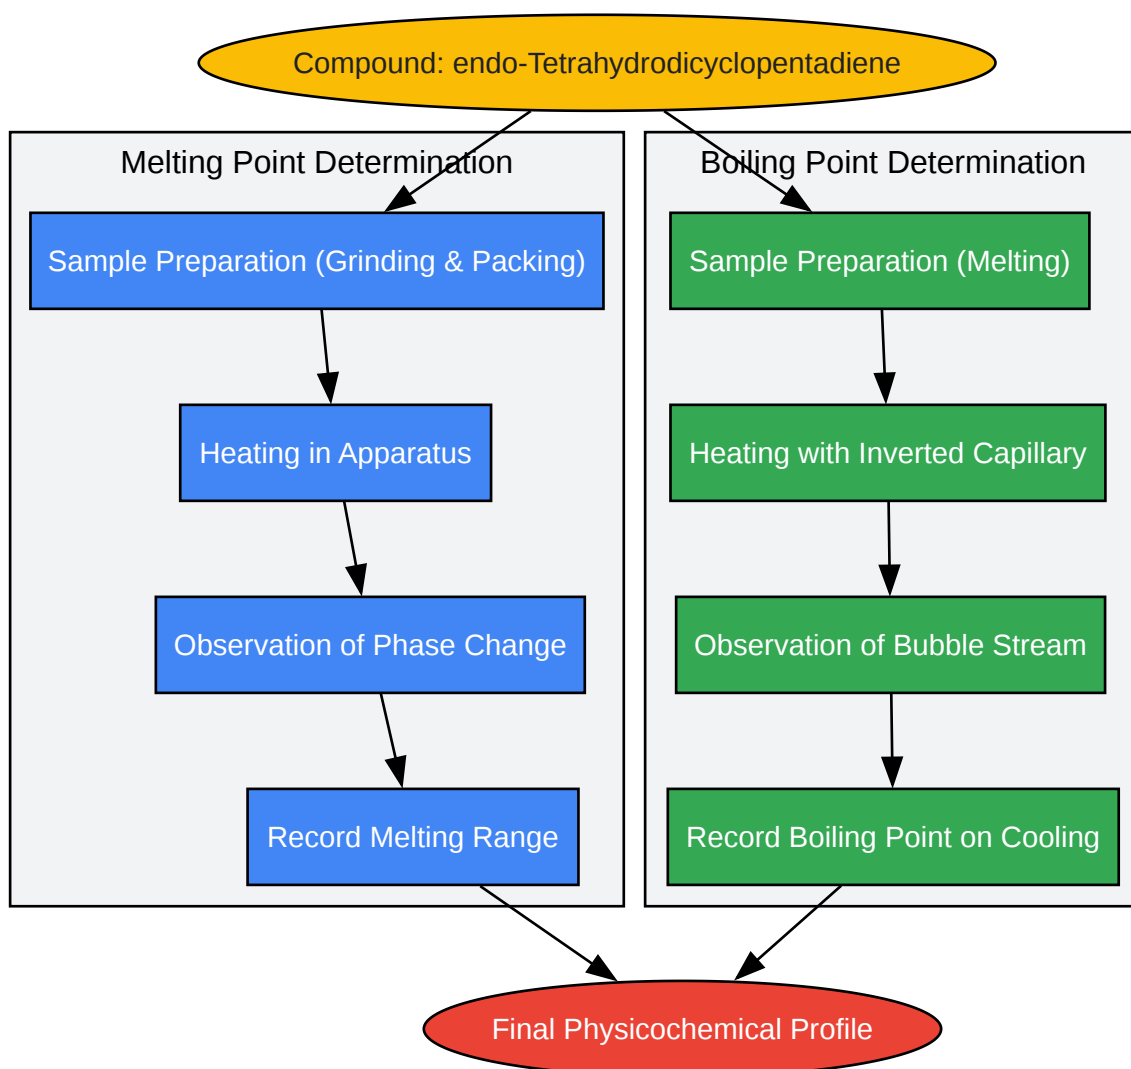 Compound: endo-Tetrahydrodicyclopentadiene
Melting Point Determination
Sample Preparation (Grinding & Packing)
Heating in Apparatus
Observation of Phase Change
Record Melting Range
Boiling Point Determination
Sample Preparation (Melting)
Heating with Inverted Capillary
Observation of Bubble Stream
Record Boiling Point on Cooling
Final Physicochemical Profile